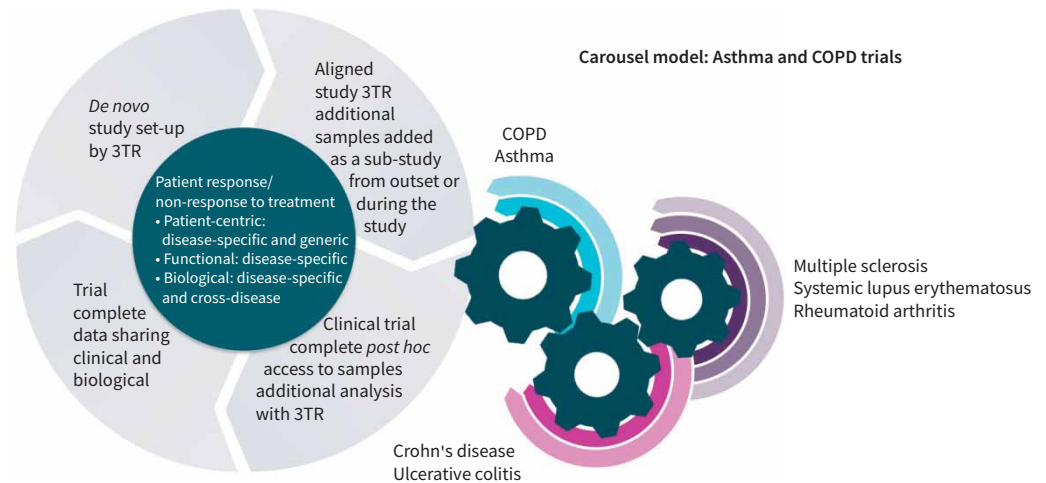 Carousel model: Asthma and COPD trials
De novo
study set-up
by 3TR
Aligned
study 3TR
additional
samples added
as a sub-study
from outset or
during the
study
Patient response/
non-response to treatment
• Patient-centric:
disease-specific and generic
• Functional: disease-specific
• Biological: disease-specific
and cross-disease
Trial
complete
data sharing
clinical and
biological
Clinical trial
complete post hoc
access to samples
additional analysis
with 3TR
COPD
Asthma
Multiple sclerosis
Systemic lupus erythematosus
Rheumatoid arthritis
Crohn's disease
Ulcerative colitis